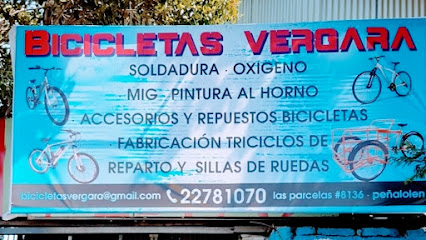 BICICLETAS VERGARA
SOLDADURA · OXIGENO
· MIG · PINTURA AL HORNO
· ACCESORIOS Y REPUESTOS BICICLETAS
· FABRICACIÓN TRICICLOS DE
REPARTO Y SILLAS DE RUEDAS
bicicletasvergara@gmail.com 22781070 las parcelas #8136 - peñalolen